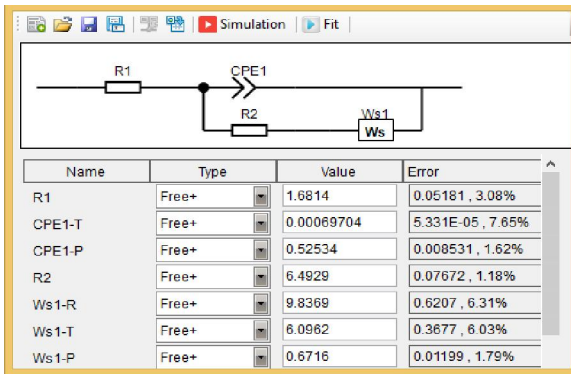 Simulation Fit
R1 CPE1
R2 Ws1
Ws
Name Type Value Error
R1 Free+ 1.6814 0.05181 , 3.08%
CPE1-T Free+ 0.00069704 5.331E-05 , 7.65%
CPE1-P Free+ 0.52534 0.008531 , 1.62%
R2 Free+ 6.4929 0.07672 , 1.18%
Ws1-R Free+ 9.8369 0.6207 , 6.31%
Ws1-T Free+ 6.0962 0.3677 , 6.03%
Ws1-P Free+ 0.6716 0.01199 , 1.79%